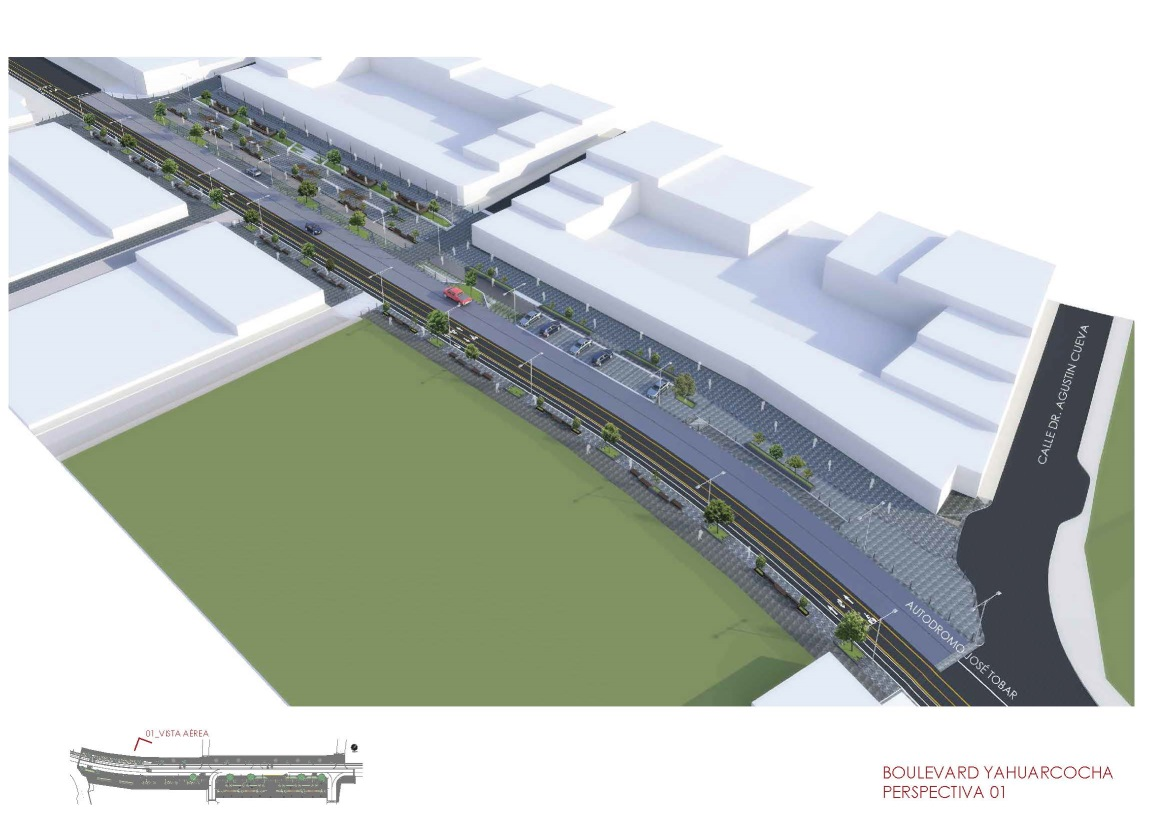 CALLE DR. AGUSTIN CUEVA
AUTODROMO JOSÉ TOBAR
01_VISTA AÉREA
BOULEVARD YAHUARCOCHA
PERSPECTIVA 01